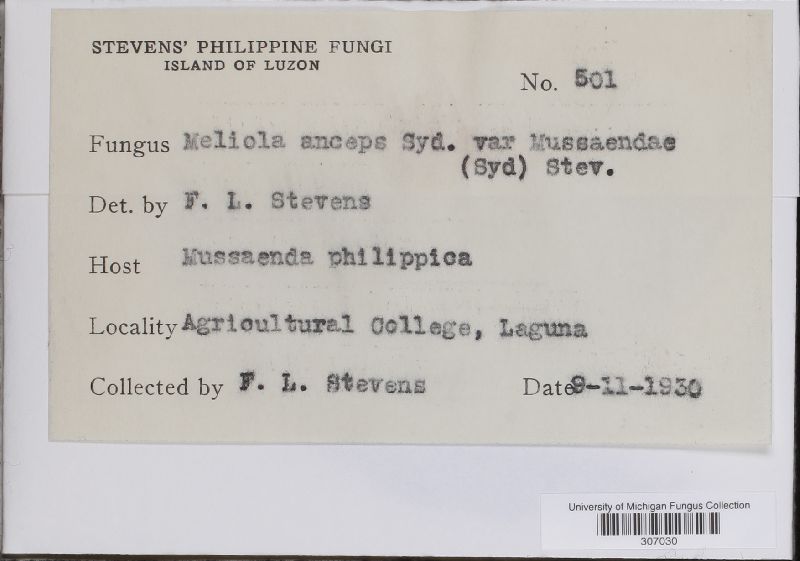 STEVENS' PHILIPPINE FUNGI
ISLAND OF LUZON
No. 501
Fungus Meliola anceps Syd. var Mussaendae
(Syd) Stev.
Det. by F. L. Stevens
Host Mussaenda philippica
Locality Agricultural College, Laguna
Collected by F. L. Stevens Date 9-11-1930
University of Michigan Fungus Collection
307030